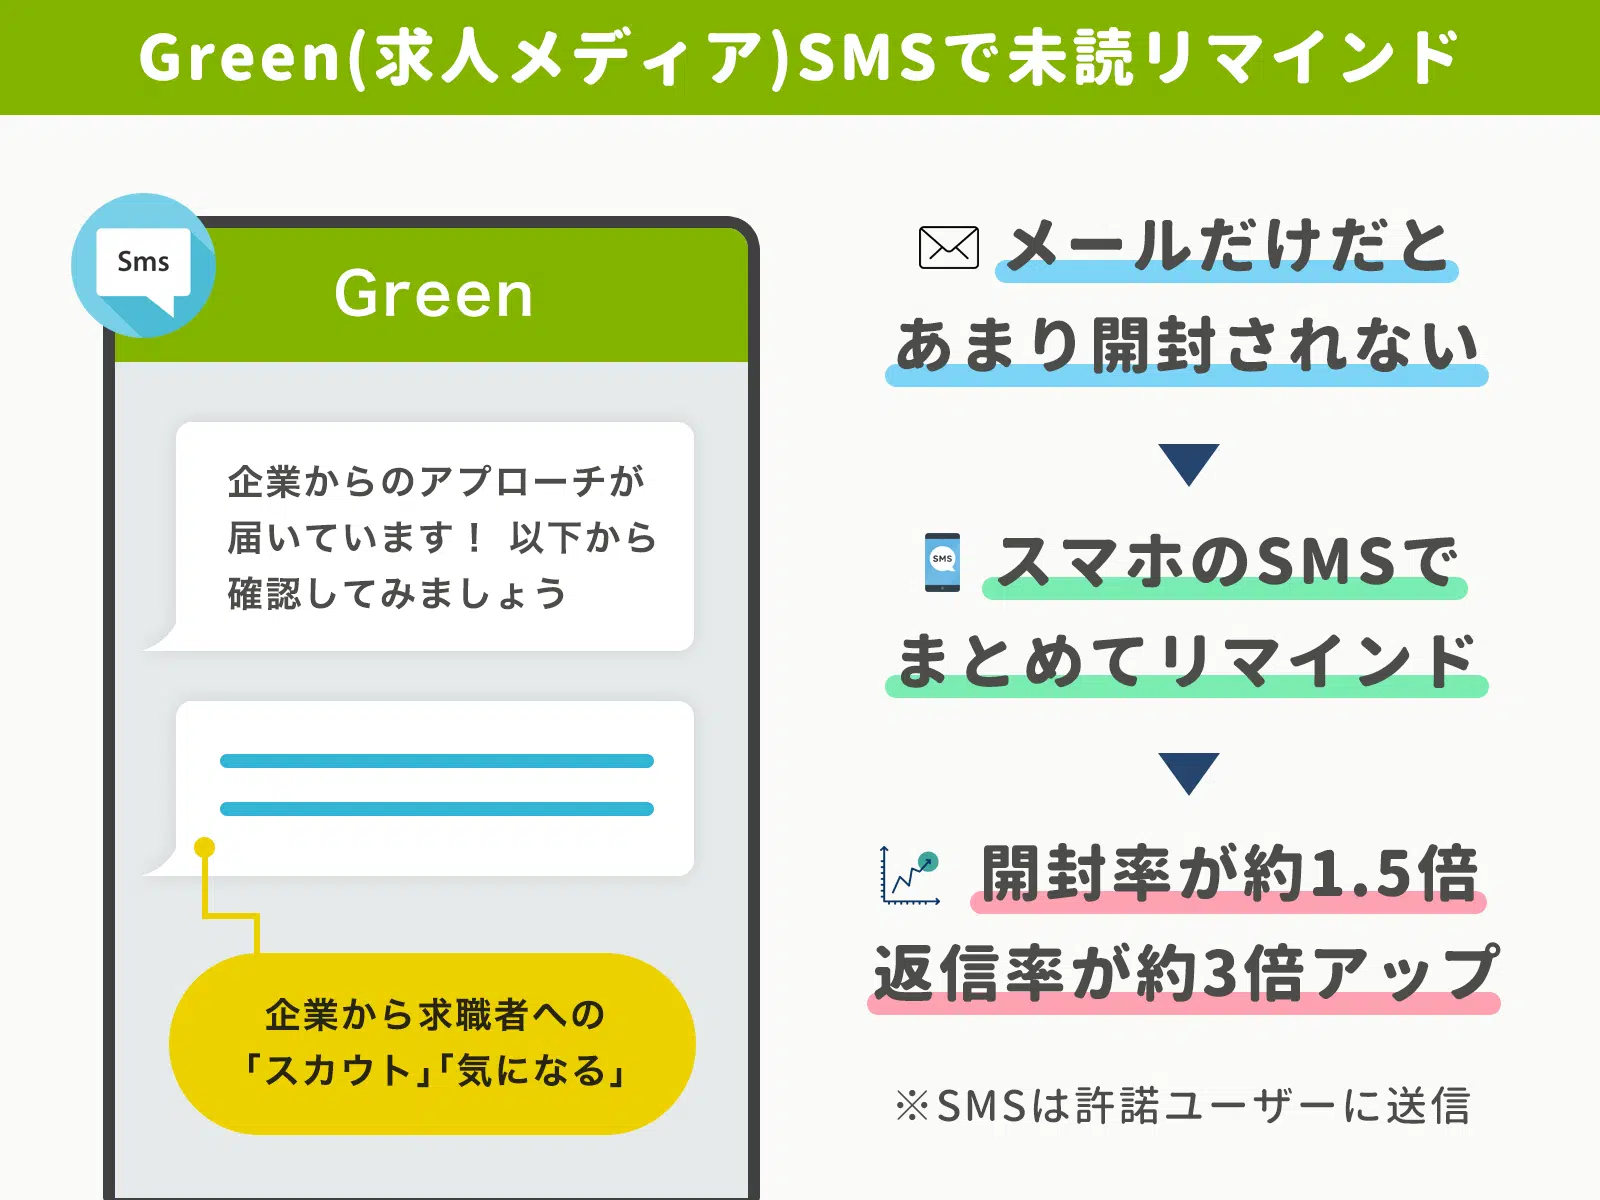 Green(求人メディア)SMSで未読リマインド
Sms
Green
企業からのアプローチが
届いています！ 以下から
確認してみましょう
企業から求職者への
「スカウト」「気になる」
メールだけだと
あまり開封されない
SMS
スマホのSMSで
まとめてリマインド
開封率が約1.5倍
返信率が約3倍アップ
※SMSは許諾ユーザーに送信